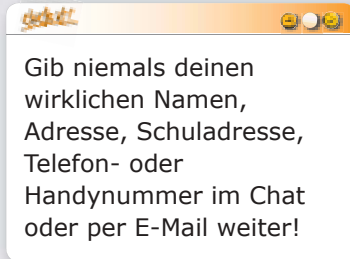 Gib niemals deinen
wirklichen Namen,
Adresse, Schuladresse,
Telefon- oder
Handynummer im Chat
oder per E-Mail weiter!